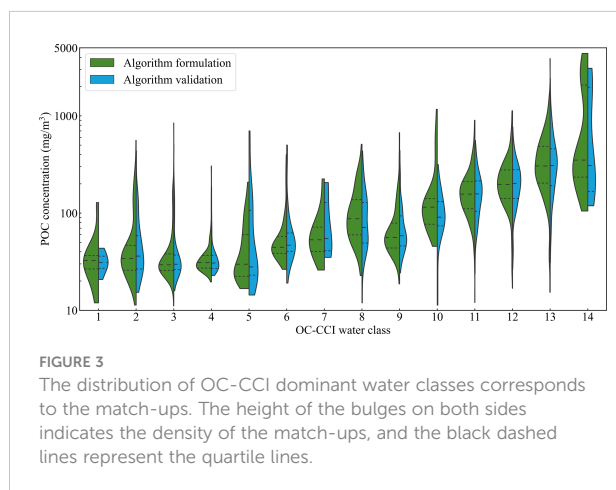 5000
1000
100
10
POC concentration (mg/m³)
Algorithm formulation
Algorithm validation
1 2 3 4 5 6 7 8 9 10 11 12 13 14
OC-CCI water class
FIGURE 3
The distribution of OC-CCI dominant water classes corresponds
to the match-ups. The height of the bulges on both sides
indicates the density of the match-ups, and the black dashed
lines represent the quartile lines.